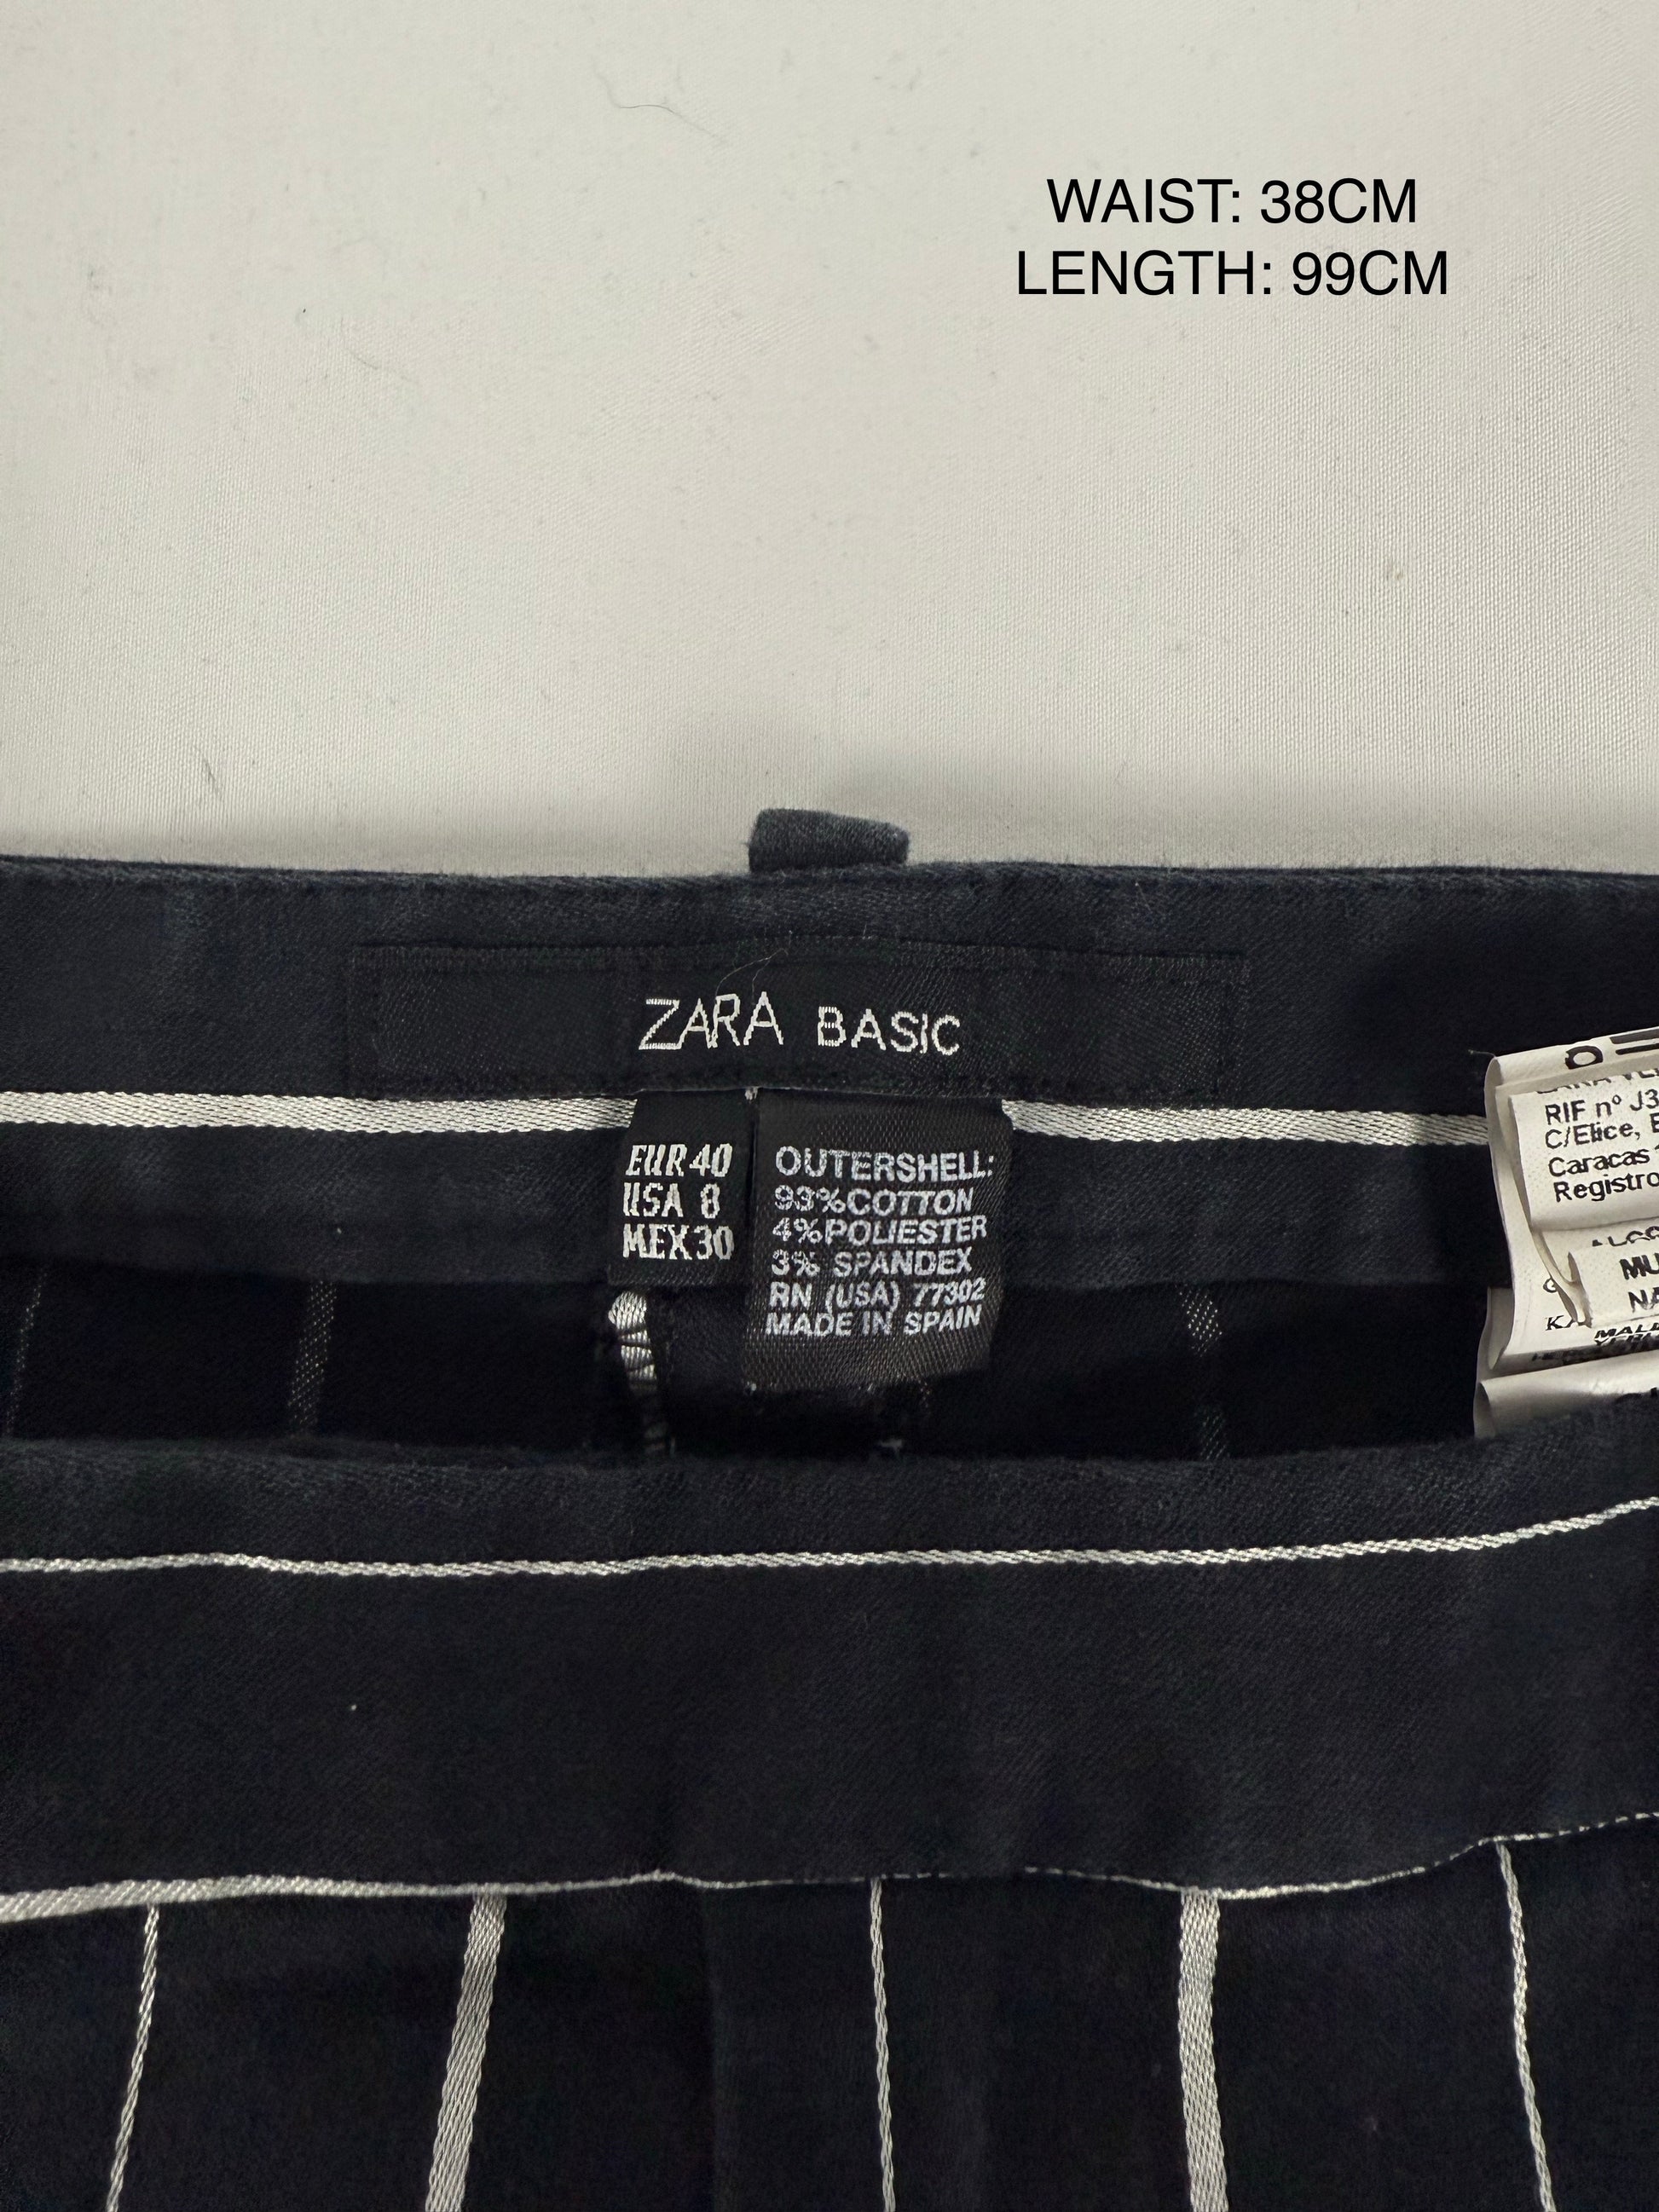 WAIST: 38CM
LENGTH: 99CM
ZARA BASIC
EUR 40
USA 8
MEX 30
OUTERSHELL:
93%COTTON
4%POLIESTER
3% SPANDEX
RN (USA) 77302
MADE IN SPAIN
RIF nº J3
C/Elice,
Caracas
Registro